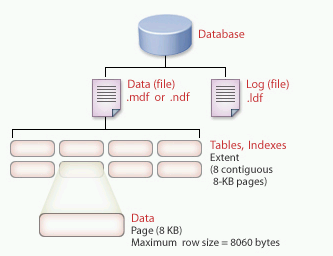 Database
Data (file)
.mdf or .ndf
Log (file)
.ldf
Tables, Indexes
Extent
(8 contiguous
8-KB pages)
Data
Page (8 KB)
Maximum row size = 8060 bytes